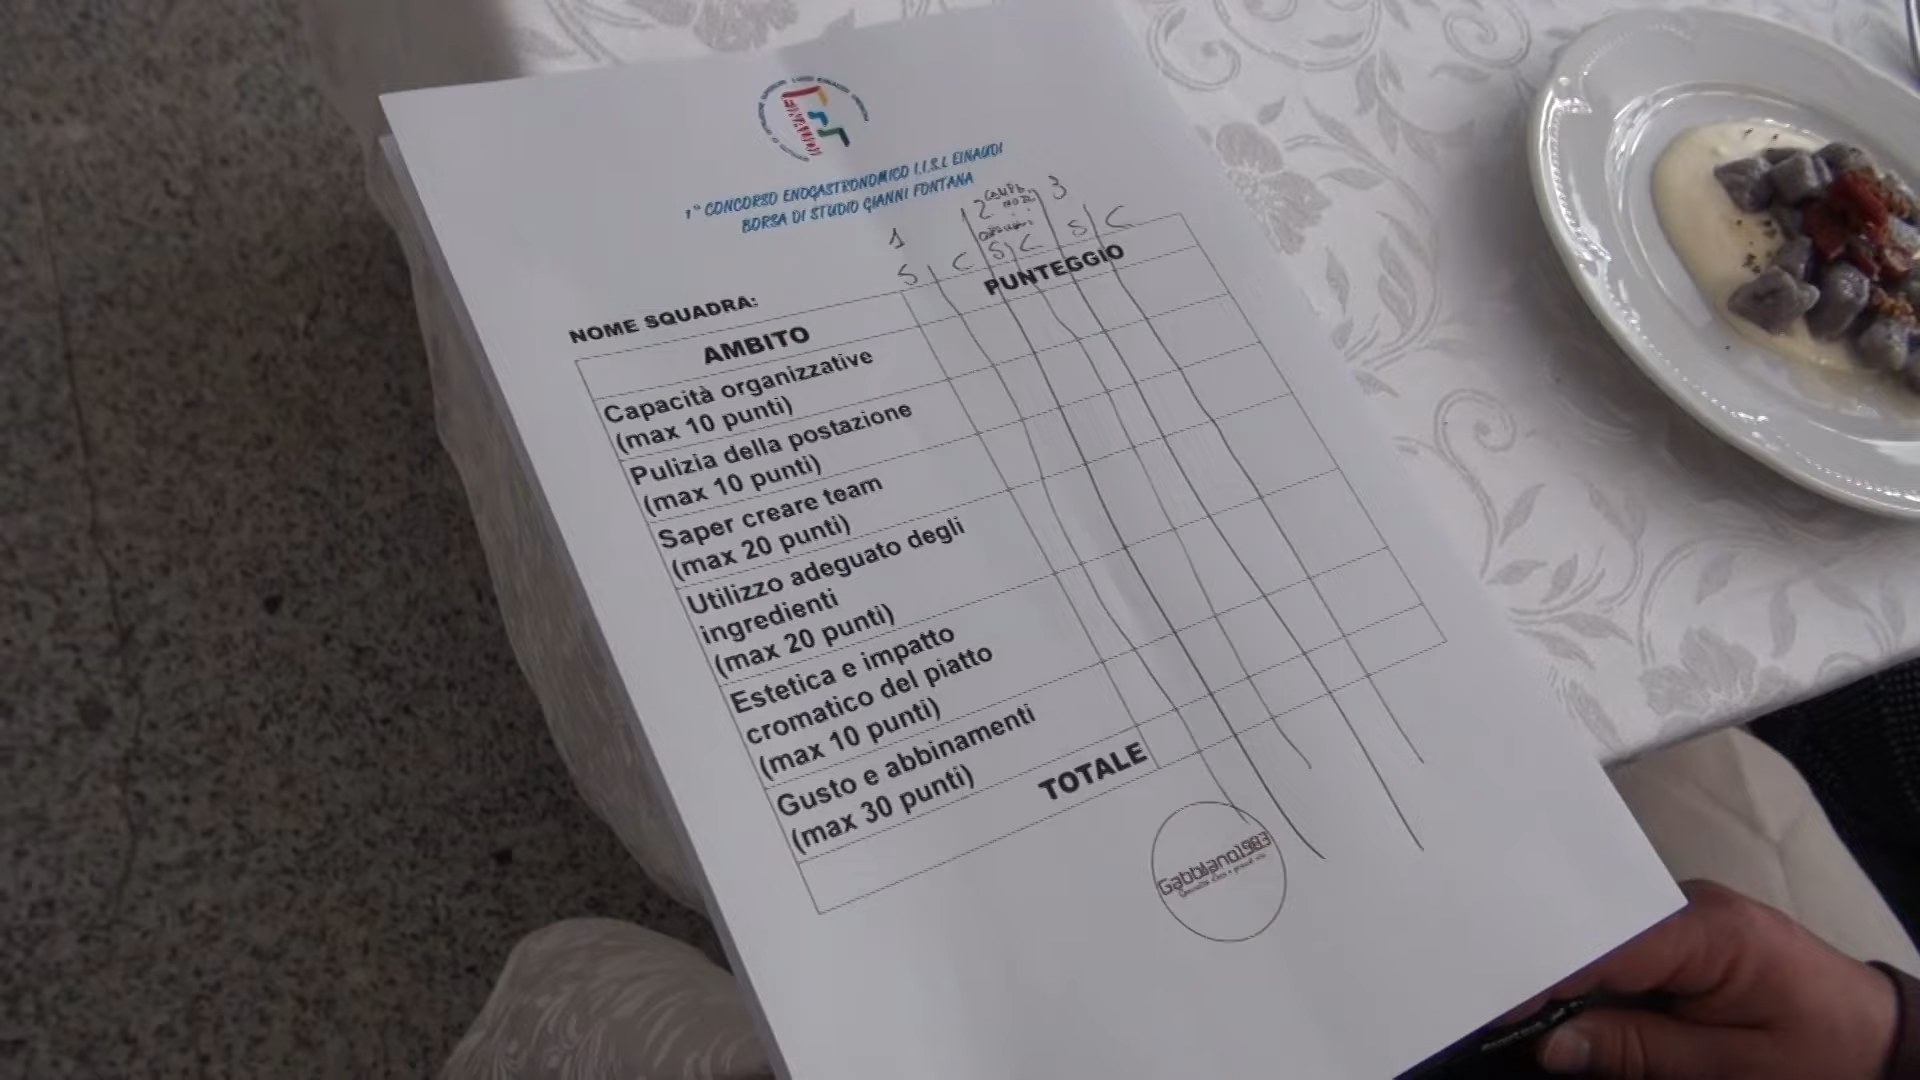 EINAUDI
1° CONCORSO ENOGASTRONOMICO I.I.S.L EINAUDI
BORSA DI STUDIO GIANNI FONTANA
1 2 3
S C S C S C
NOME SQUADRA:
AMBITO PUNTEGGIO
Capacità organizzative
(max 10 punti)
Pulizia della postazione
(max 10 punti)
Saper creare team
(max 20 punti)
Utilizzo adeguato degli
ingredienti
(max 20 punti)
Estetica e impatto
cromatico del piatto
(max 10 punti)
Gusto e abbinamenti
(max 30 punti)
TOTALE
Gabbiano1983